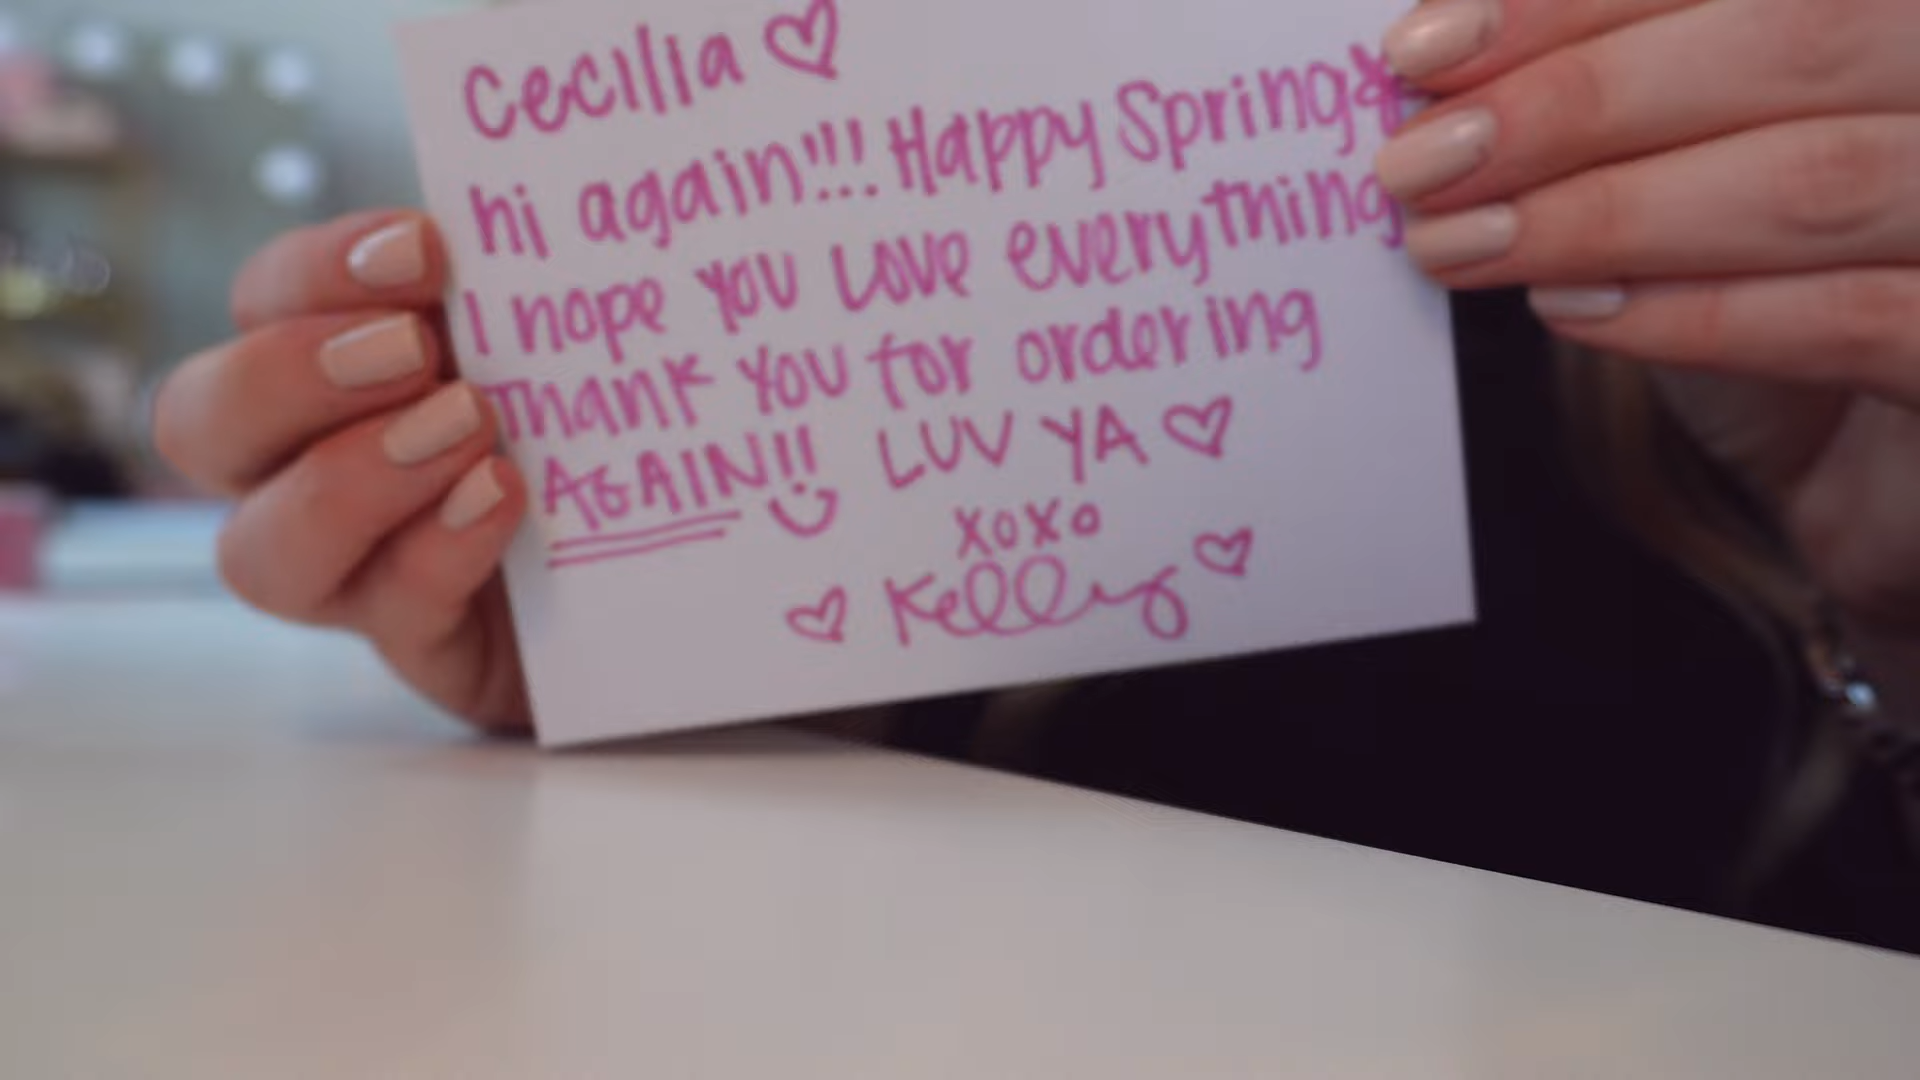 Cecilia ♡
hi again!!! Happy Spring
I hope you love everything
Thank you for ordering
AGAIN!! LUV YA ♡
xoxo
♡ Kelly ♡